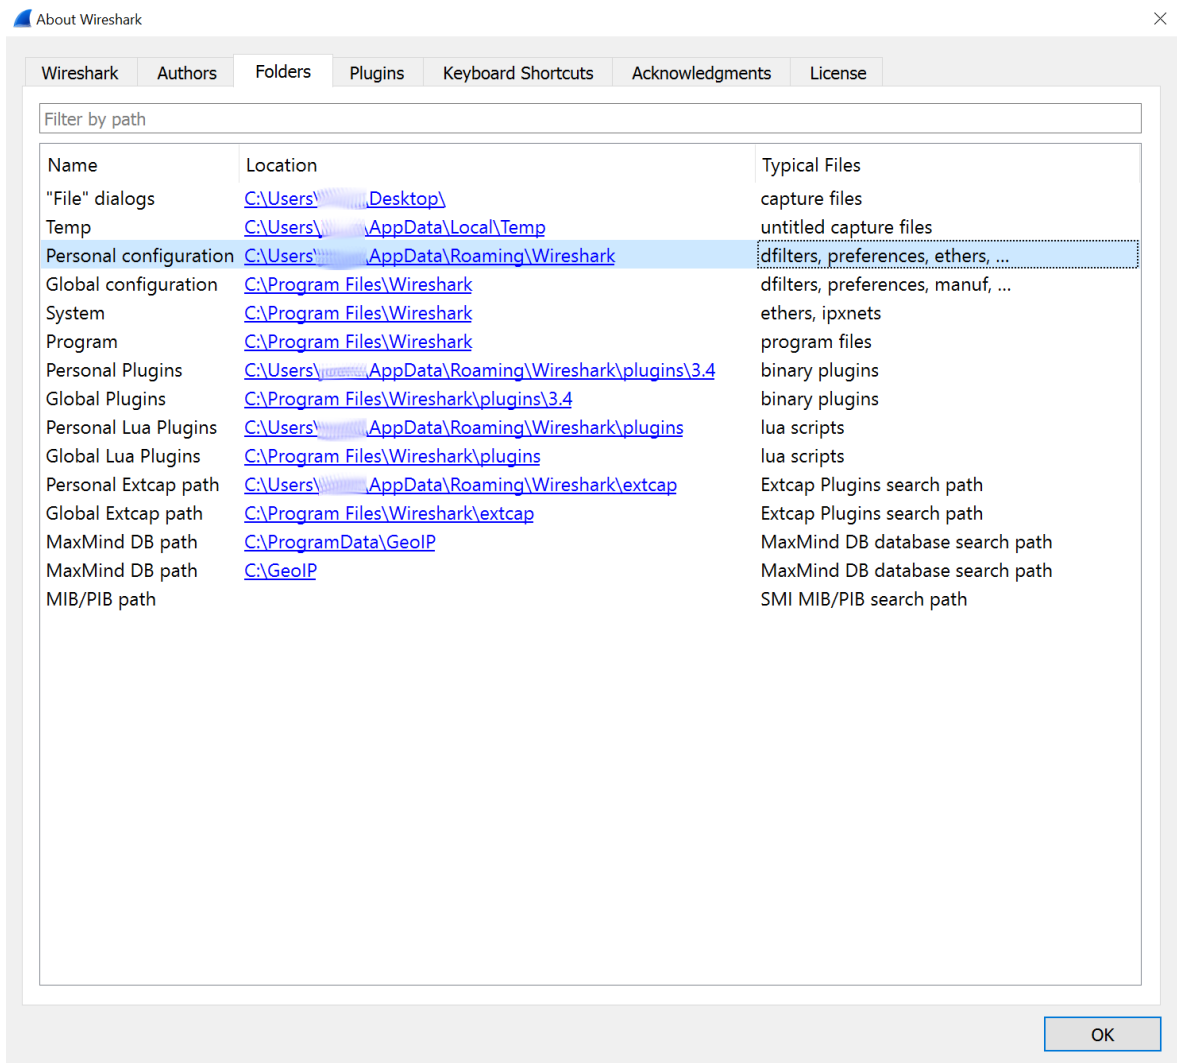 About Wireshark
Wireshark Authors Folders Plugins Keyboard Shortcuts Acknowledgments License
Filter by path
Name Location Typical Files
"File" dialogs C:\Users\ \Desktop\ capture files
Temp C:\Users\ \AppData\Local\Temp untitled capture files
Personal configuration C:\Users\ \AppData\Roaming\Wireshark dfilters, preferences, ethers, ...
Global configuration C:\Program Files\Wireshark dfilters, preferences, manuf, ...
System C:\Program Files\Wireshark ethers, ipxnets
Program C:\Program Files\Wireshark program files
Personal Plugins C:\Users\ \AppData\Roaming\Wireshark\plugins\3.4 binary plugins
Global Plugins C:\Program Files\Wireshark\plugins\3.4 binary plugins
Personal Lua Plugins C:\Users\ \AppData\Roaming\Wireshark\plugins lua scripts
Global Lua Plugins C:\Program Files\Wireshark\plugins lua scripts
Personal Extcap path C:\Users\ \AppData\Roaming\Wireshark\extcap Extcap Plugins search path
Global Extcap path C:\Program Files\Wireshark\extcap Extcap Plugins search path
MaxMind DB path C:\ProgramData\GeoIP MaxMind DB database search path
MaxMind DB path C:\GeoIP MaxMind DB database search path
MIB/PIB path SMI MIB/PIB search path
OK